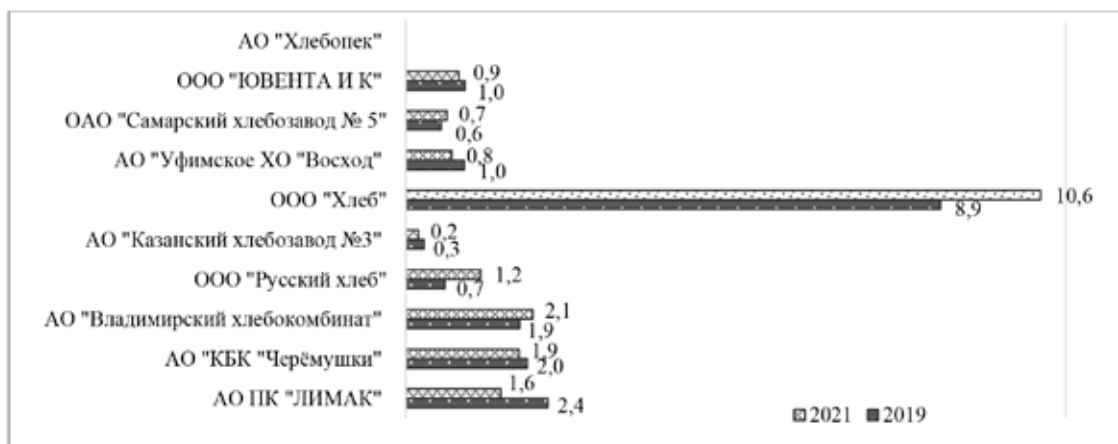 АО "Хлебопек"
ООО "ЮВЕНТА И К"
0,9
1,0
ОАО "Самарский хлебозавод № 5"
0,7
0,6
АО "Уфимское ХО "Восход"
0,8
1,0
ООО "Хлеб"
10,6
8,9
АО "Казанский хлебозавод №3"
0,2
0,3
ООО "Русский хлеб"
1,2
0,7
АО "Владимирский хлебокомбинат"
2,1
1,9
АО "КБК "Черёмушки"
1,9
2,0
АО ПК "ЛИМАК"
1,6
2,4
2021 2019